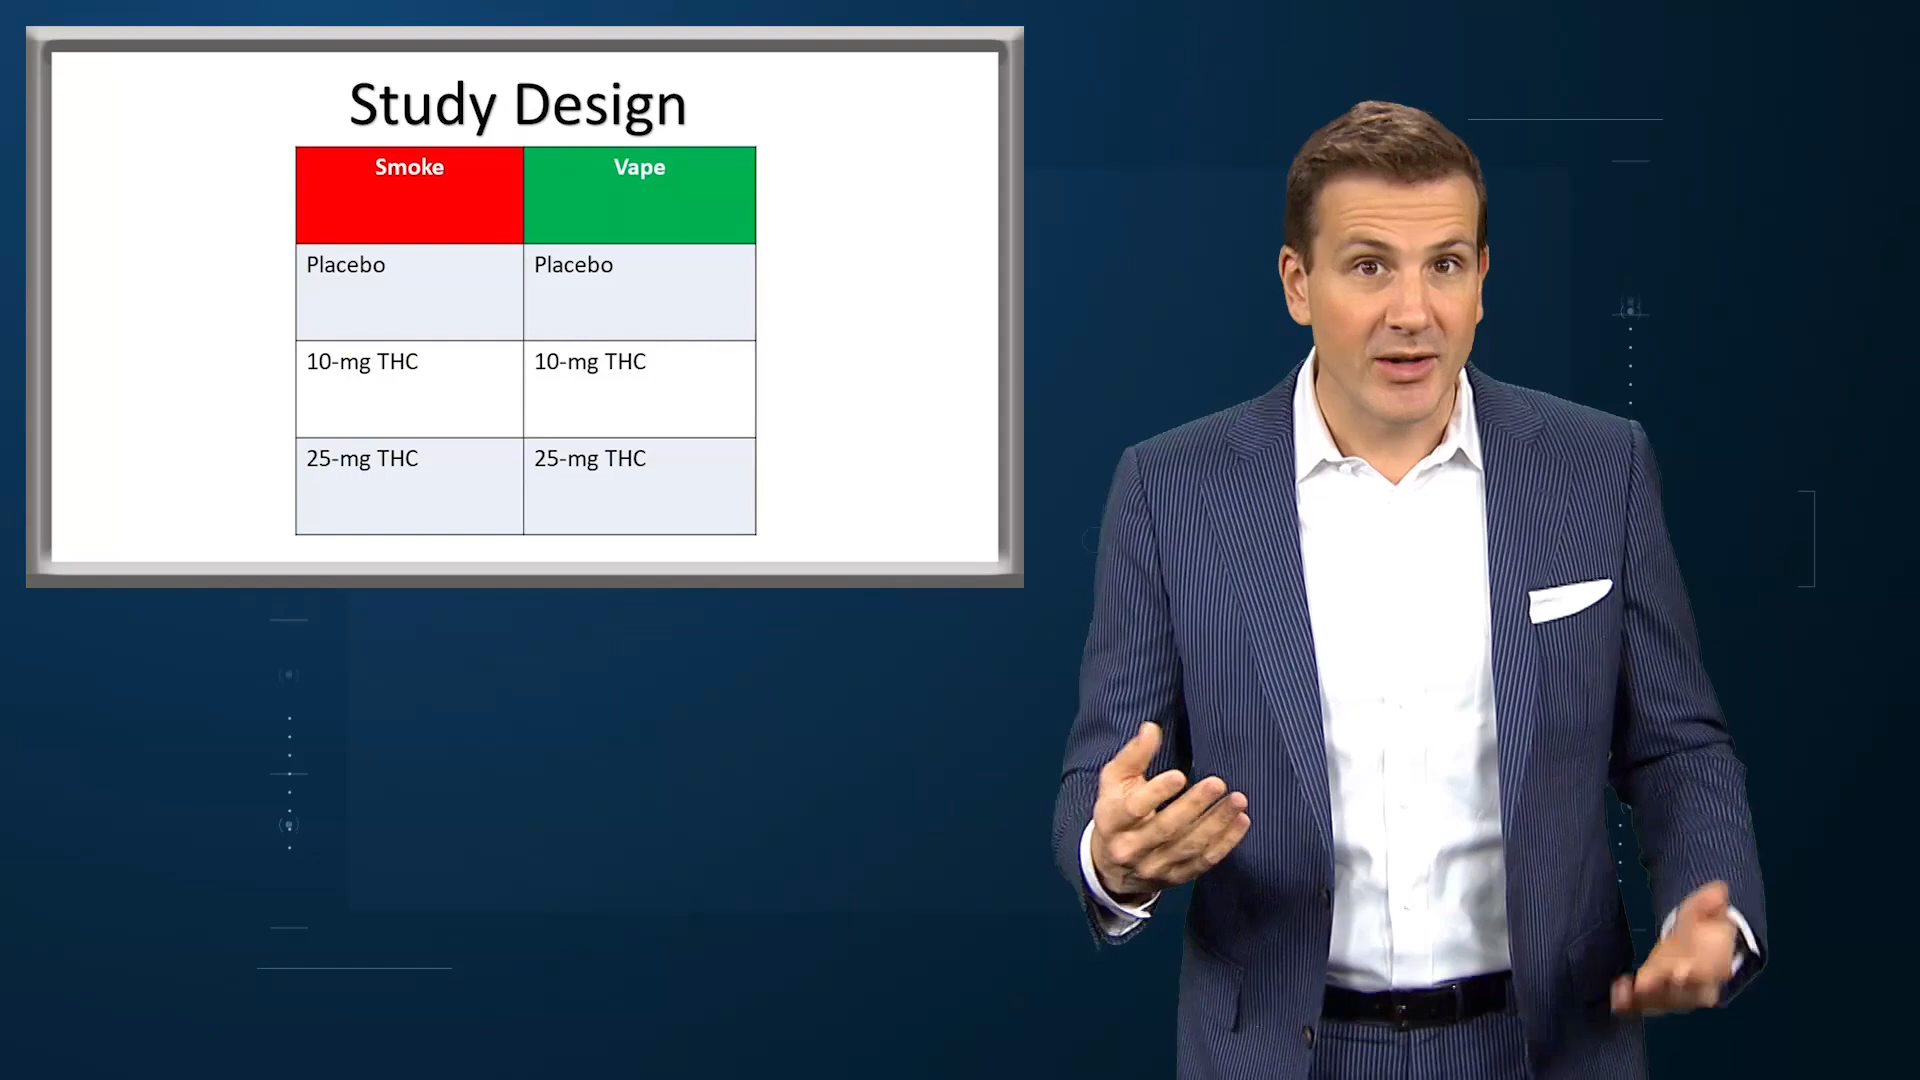 Study Design
Smoke Vape
Placebo Placebo
10-mg THC 10-mg THC
25-mg THC 25-mg THC